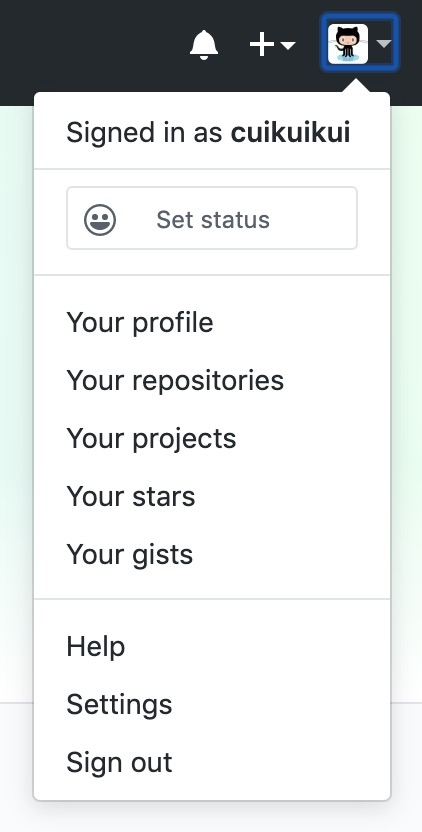 Signed in as cuikuikui
Set status
Your profile
Your repositories
Your projects
Your stars
Your gists
Help
Settings
Sign out